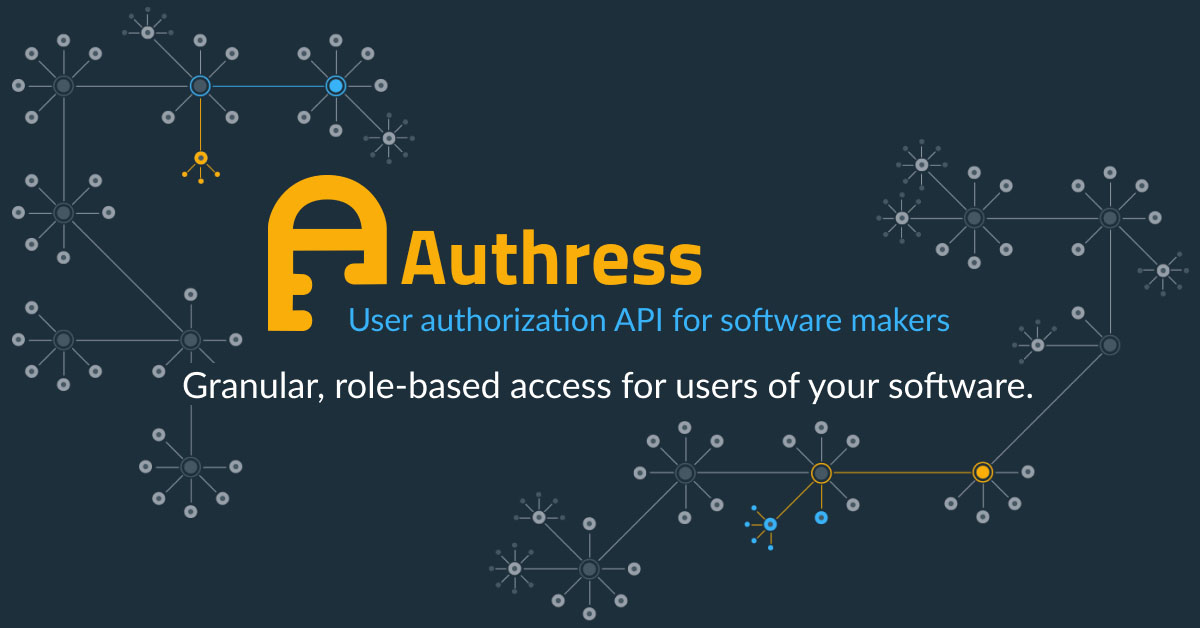 Authress
User authorization API for software makers
Granular, role-based access for users of your software.